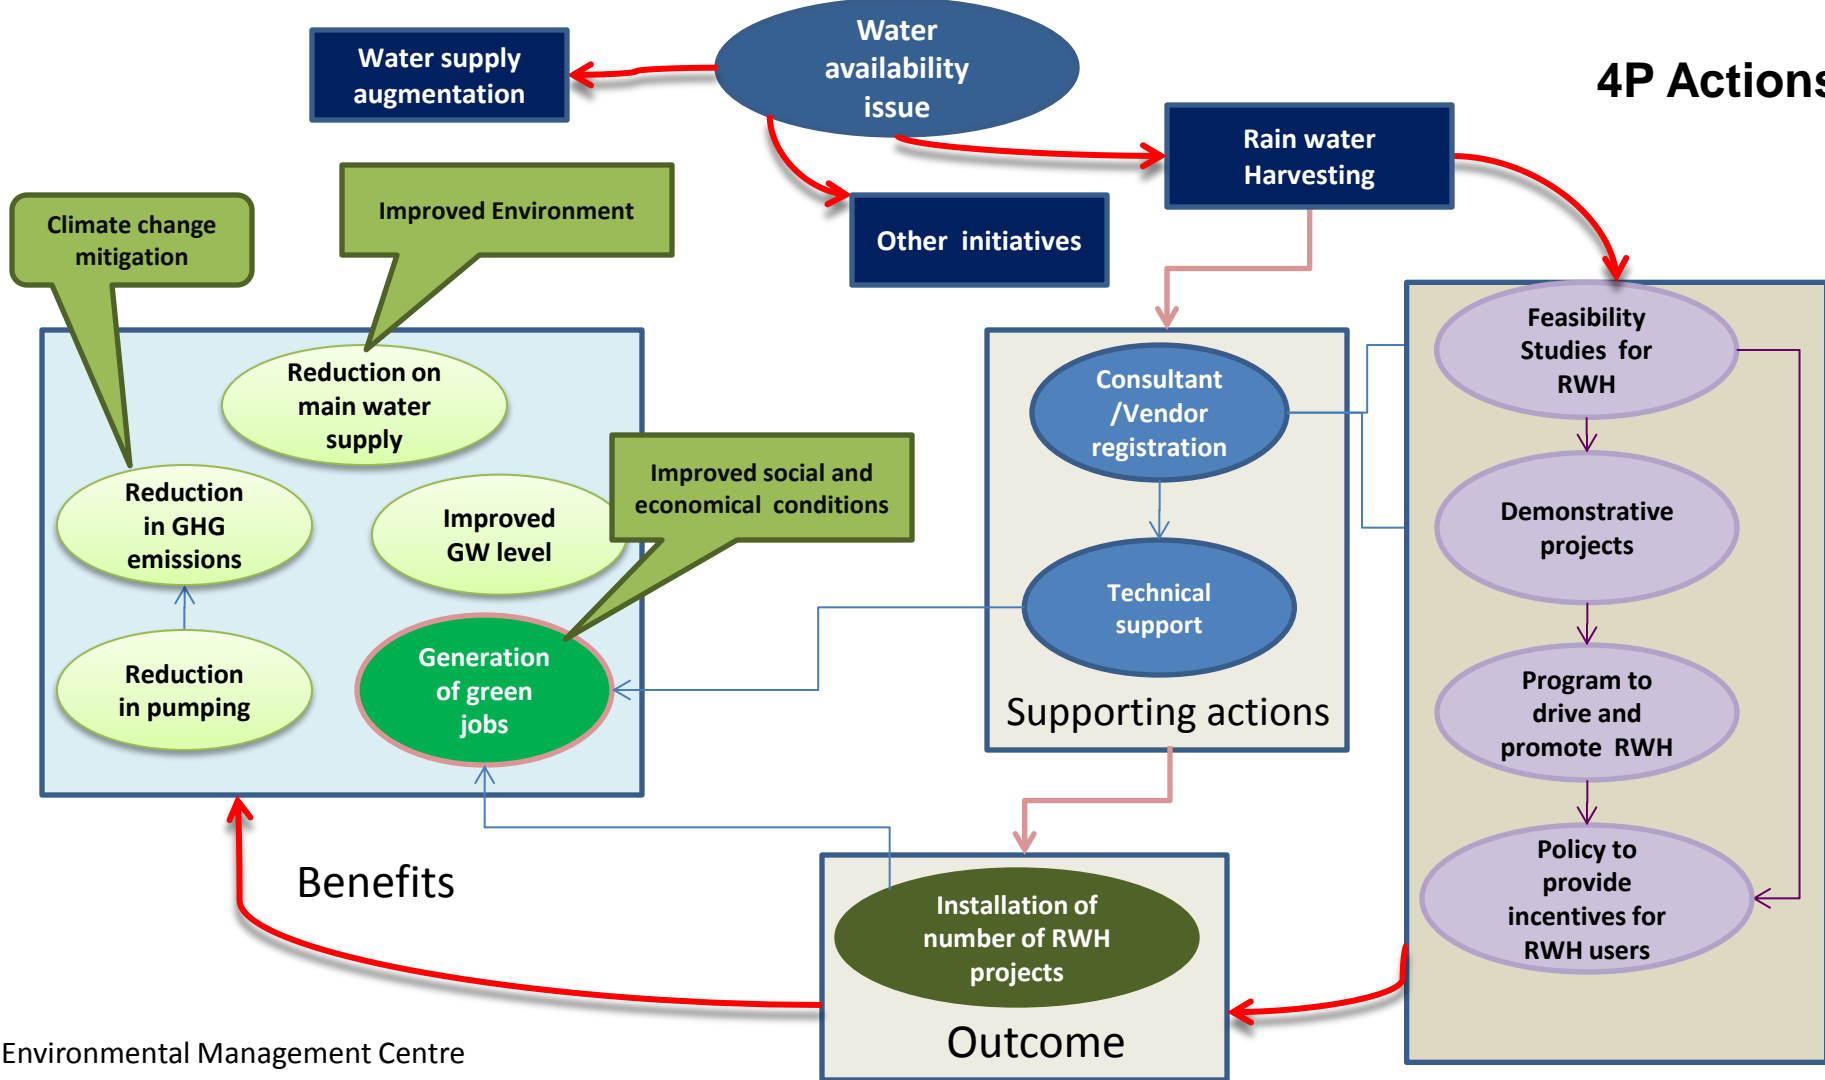 Water
availability
issue
Water supply
augmentation
4P Actions
Rain water
Harvesting
Other initiatives
Improved Environment
Climate change
mitigation
Reduction on
main water
supply
Improved social and
economical conditions
Reduction
in GHG
emissions
Improved
GW level
Reduction
in pumping
Generation
of green
jobs
Consultant
/Vendor
registration
Technical
support
Supporting actions
Feasibility
Studies for
RWH
Demonstrative
projects
Program to
drive and
promote RWH
Policy to
provide
incentives for
RWH users
Benefits
Installation of
number of RWH
projects
Outcome
Environmental Management Centre